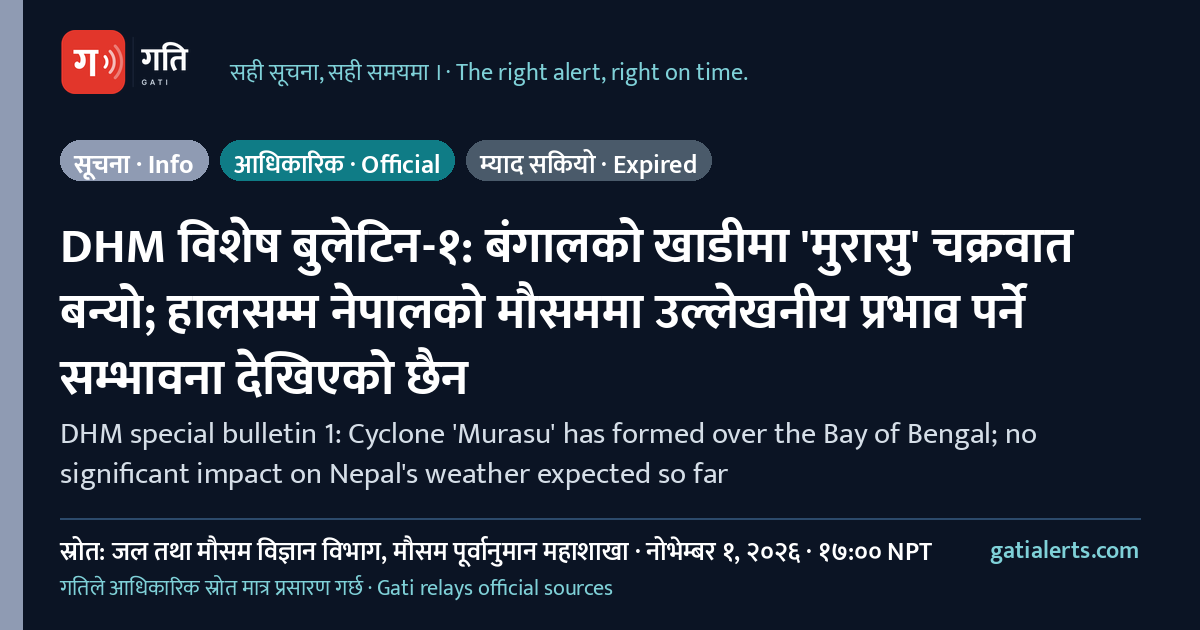 ग गति
GATI
सही सूचना, सही समयमा । · The right alert, right on time.
सूचना · Info आधिकारिक · Official म्याद सकियो · Expired
DHM विशेष बुलेटिन-१: बंगालको खाडीमा 'मुरासु' चक्रवात
बन्यो; हालसम्म नेपालको मौसममा उल्लेखनीय प्रभाव पर्ने
सम्भावना देखिएको छैन
DHM special bulletin 1: Cyclone 'Murasu' has formed over the Bay of Bengal; no
significant impact on Nepal's weather expected so far
स्रोत: जल तथा मौसम विज्ञान विभाग, मौसम पूर्वानुमान महाशाखा · नोभेम्बर १, २०२६ · १७:०० NPT
gatialerts.com
गतिले आधिकारिक स्रोत मात्र प्रसारण गर्छ · Gati relays official sources